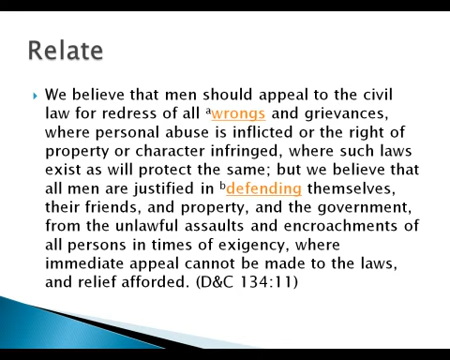 Relate
We believe that men should appeal to the civil
law for redress of all ᵃwrongs and grievances,
where personal abuse is inflicted or the right of
property or character infringed, where such laws
exist as will protect the same; but we believe that
all men are justified in ᵇdefending themselves,
their friends, and property, and the government,
from the unlawful assaults and encroachments of
all persons in times of exigency, where
immediate appeal cannot be made to the laws,
and relief afforded. (D&C 134:11)